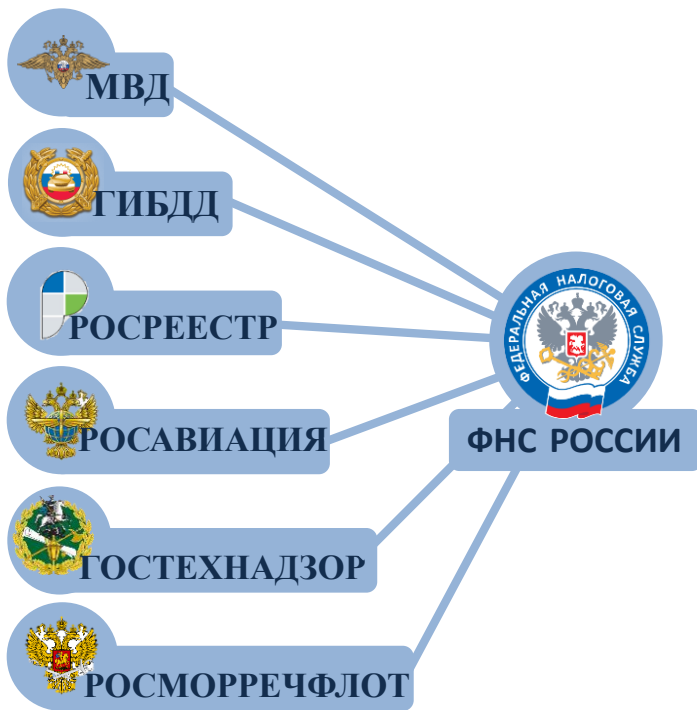 МВД
ГИБДД
РОСРЕЕСТР
РОСАВИАЦИЯ
ГОСТЕХНАДЗОР
РОСМОРРЕЧФЛОТ
ФЕДЕРАЛЬНАЯ НАЛОГОВАЯ СЛУЖБА
ФНС РОССИИ